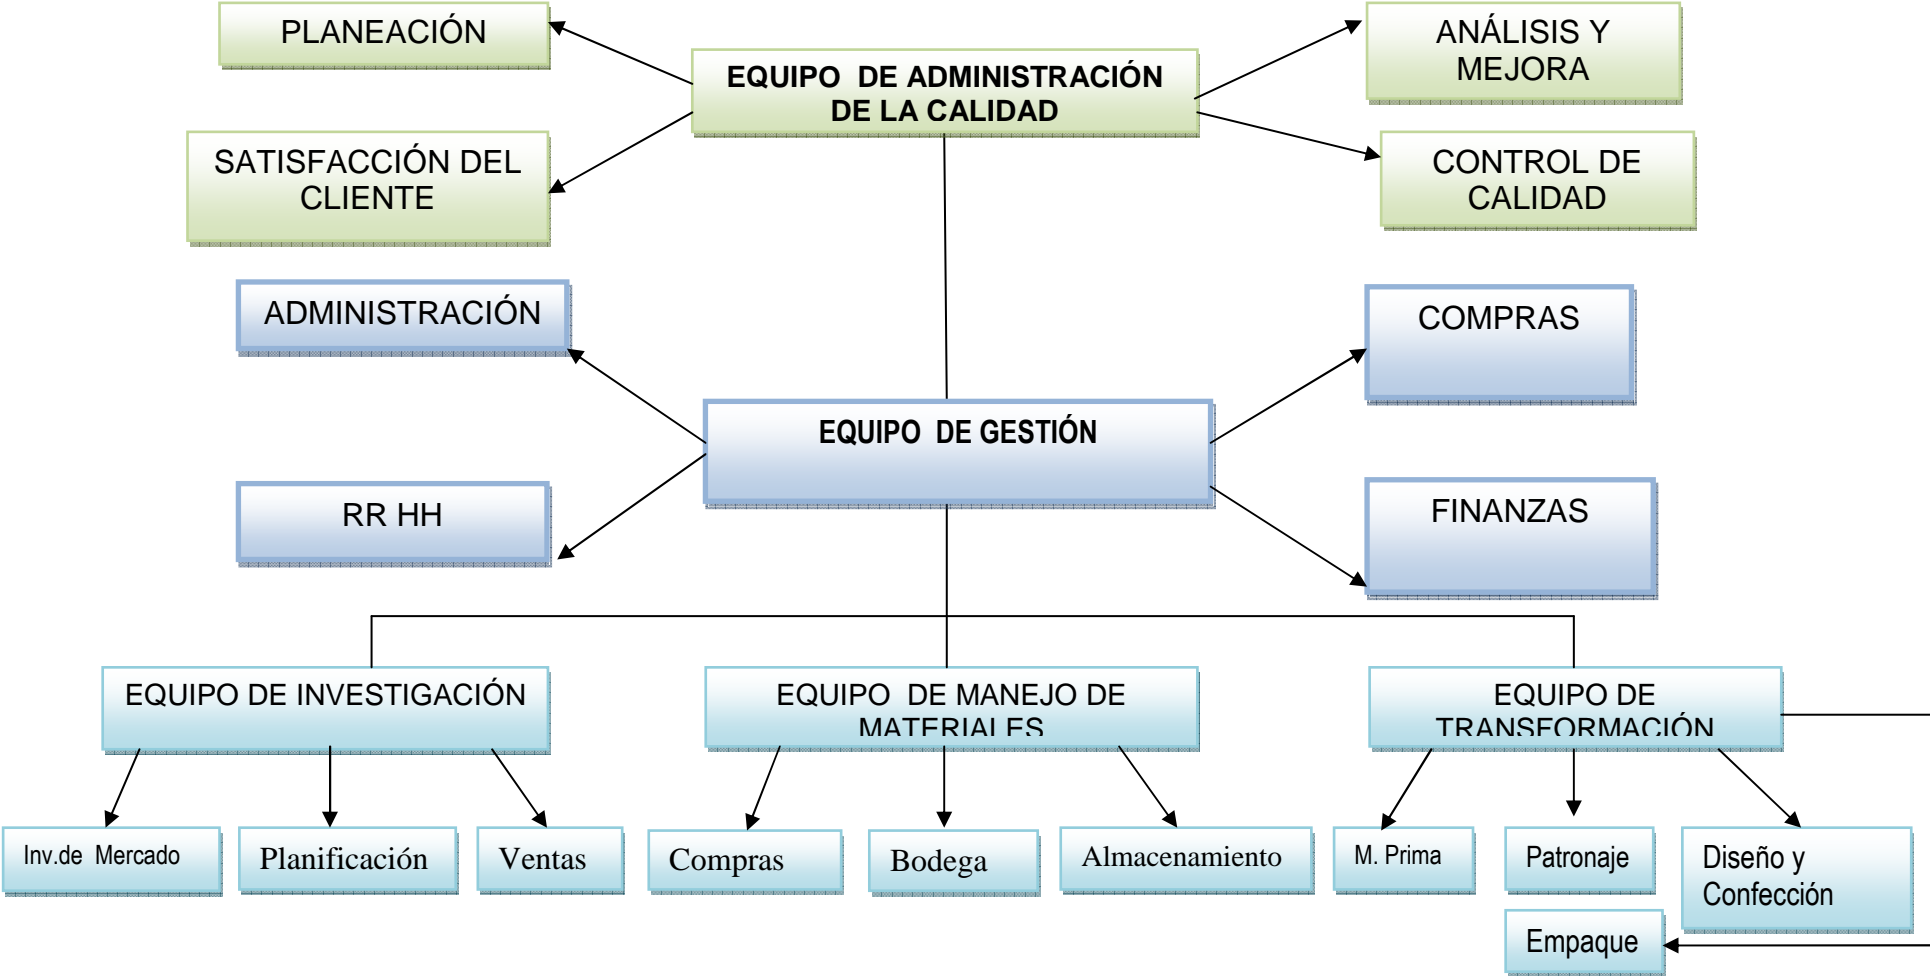 PLANEACIÓN
EQUIPO DE ADMINISTRACIÓN
DE LA CALIDAD
ANÁLISIS Y
MEJORA
SATISFACCIÓN DEL
CLIENTE
CONTROL DE
CALIDAD
ADMINISTRACIÓN
COMPRAS
EQUIPO DE GESTIÓN
RR HH
FINANZAS
EQUIPO DE INVESTIGACIÓN
EQUIPO DE MANEJO DE
MATERIALES
EQUIPO DE
TRANSFORMACIÓN
Inv.de Mercado
Planificación
Ventas
Compras
Bodega
Almacenamiento
M. Prima
Patronaje
Diseño y
Confección
Empaque